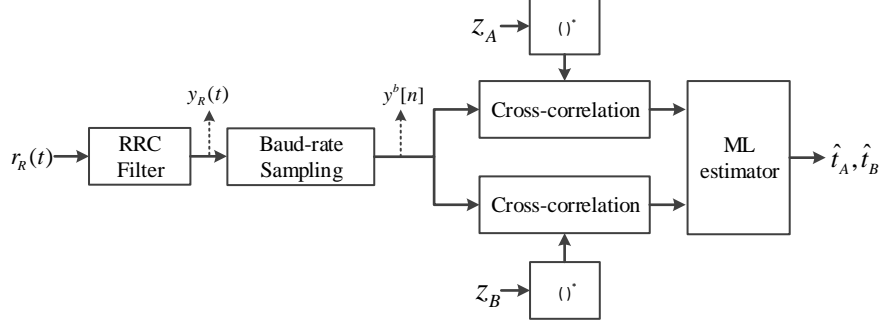 z_A
( )*
y_R(t)
y^b[n]
r_R(t)
RRC
Filter
Baud-rate
Sampling
Cross-correlation
Cross-correlation
ML
estimator
t̂_A, t̂_B
z_B
( )*